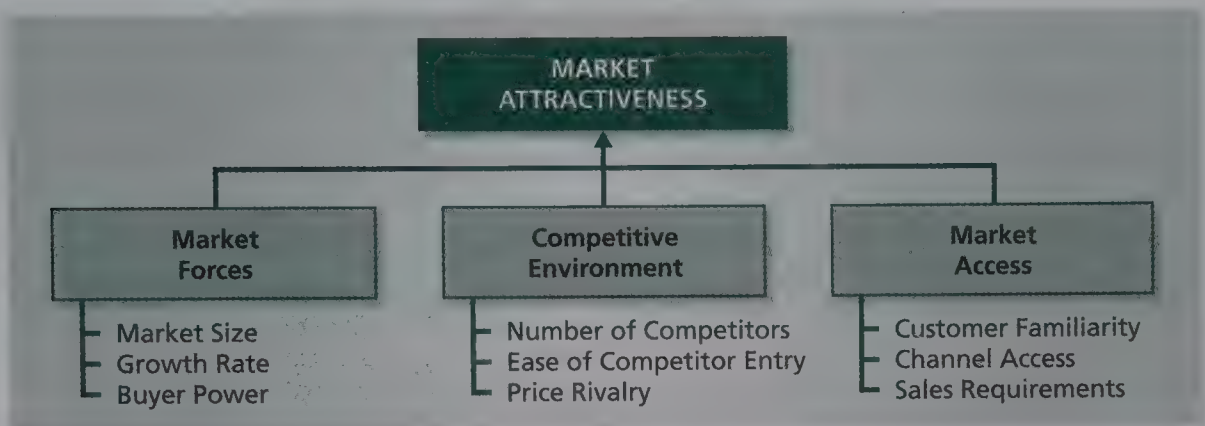 MARKET
ATTRACTIVENESS
Market
Forces
Market Size
Growth Rate
Buyer Power
Competitive
Environment
Number of Competitors
Ease of Competitor Entry
Price Rivalry
Market
Access
Customer Familiarity
Channel Access
Sales Requirements